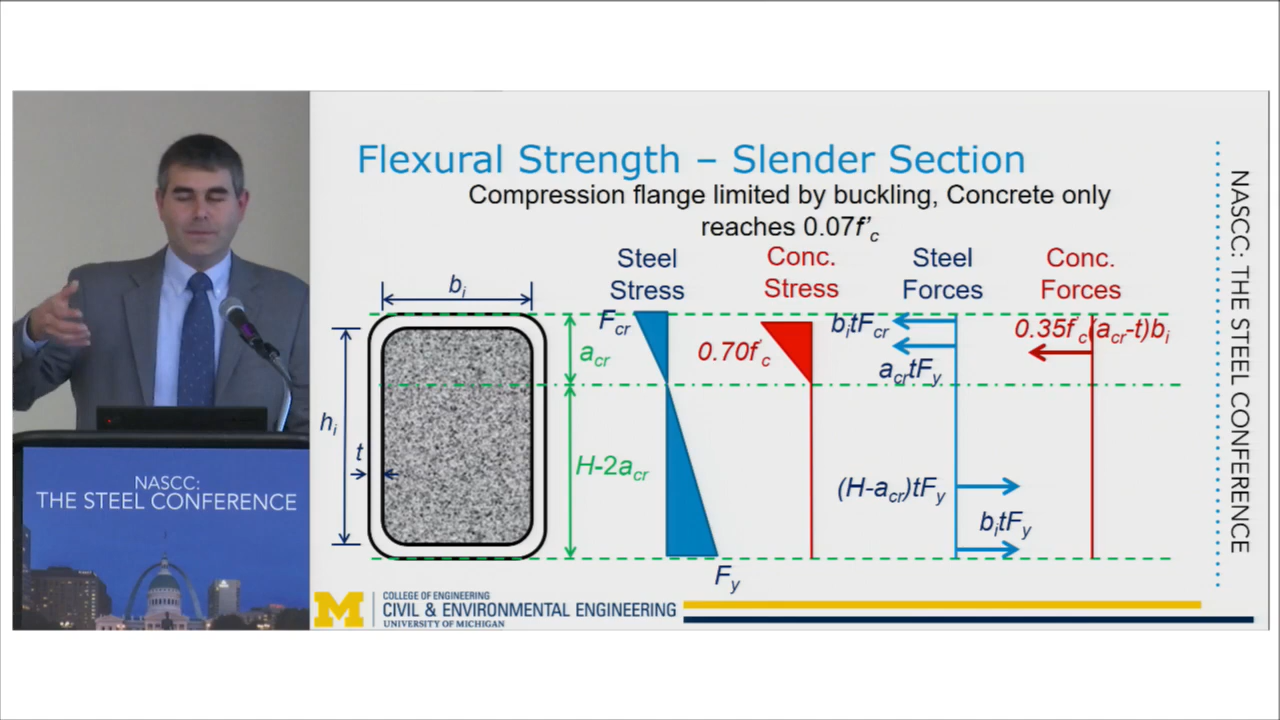 Flexural Strength – Slender Section
Compression flange limited by buckling, Concrete only
reaches 0.07f'c
Steel
Stress
Conc.
Stress
Steel
Forces
Conc.
Forces
bi
Fcr
acr
0.70f'c
bitFcr
acrtFy
0.35f'c(acr-t)bi
hi
t
H-2acr
(H-acr)tFy
bitFy
Fy
NASCC: THE STEEL CONFERENCE
NASCC:
THE STEEL CONFERENCE
M
COLLEGE OF ENGINEERING
CIVIL & ENVIRONMENTAL ENGINEERING
UNIVERSITY OF MICHIGAN